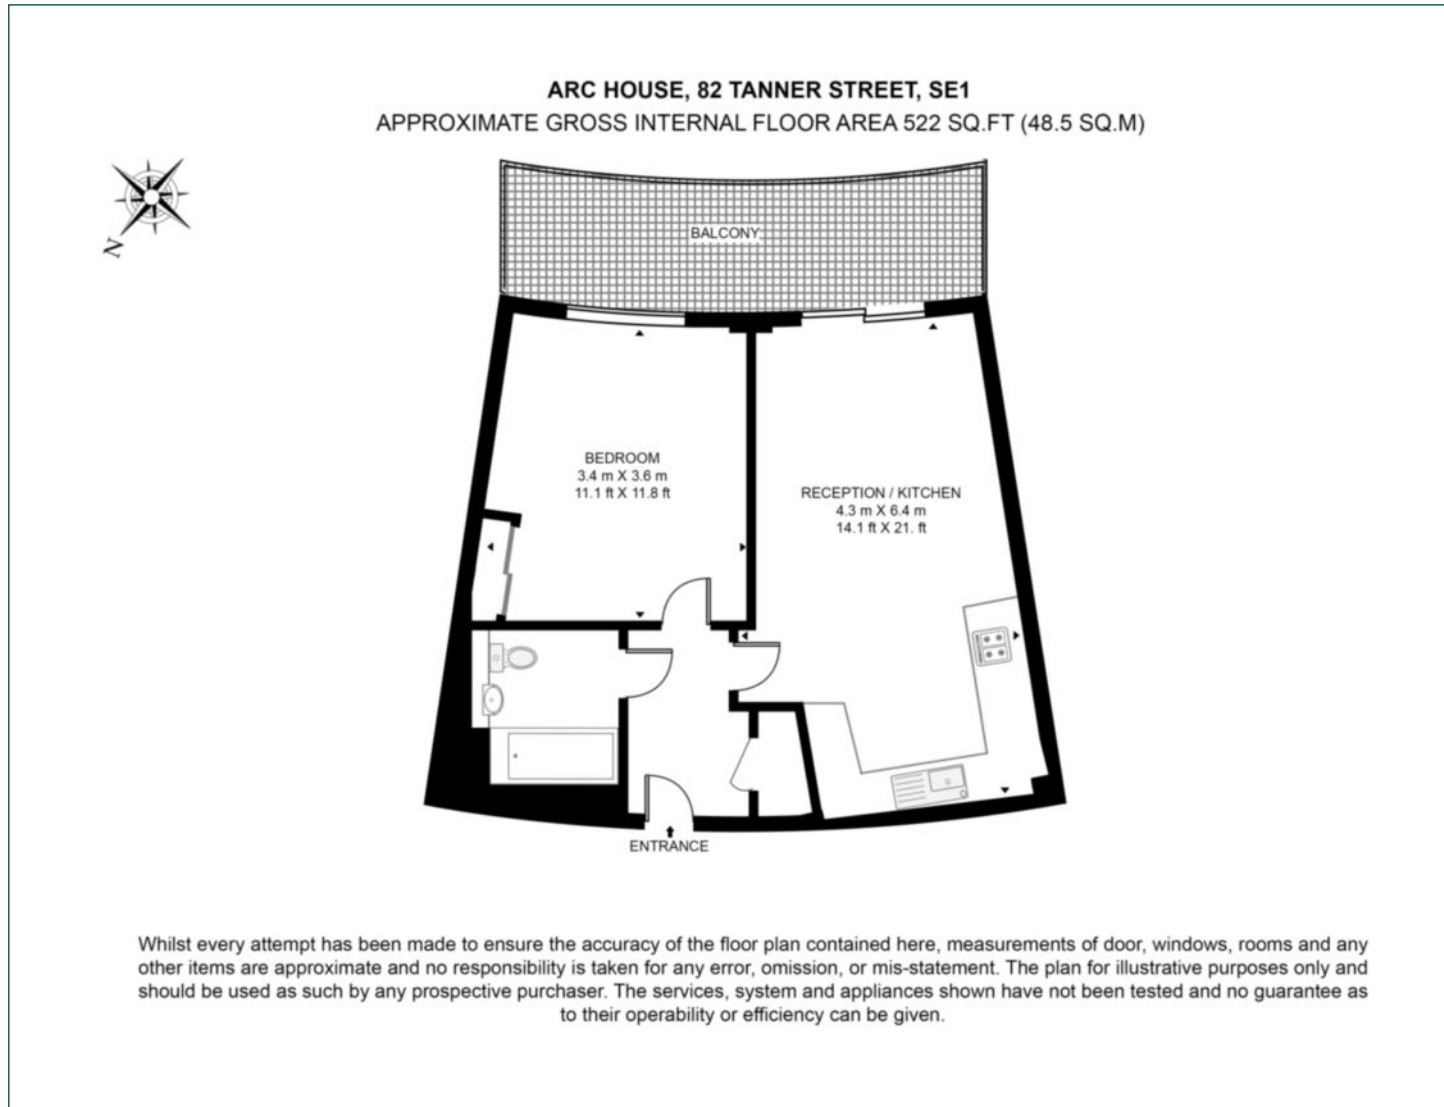 ARC HOUSE, 82 TANNER STREET, SE1
APPROXIMATE GROSS INTERNAL FLOOR AREA 522 SQ.FT (48.5 SQ.M)
N
BALCONY
BEDROOM
3.4 m X 3.6 m
11.1 ft X 11.8 ft
RECEPTION / KITCHEN
4.3 m X 6.4 m
14.1 ft X 21. ft
ENTRANCE
Whilst every attempt has been made to ensure the accuracy of the floor plan contained here, measurements of door, windows, rooms and any
other items are approximate and no responsibility is taken for any error, omission, or mis-statement. The plan for illustrative purposes only and
should be used as such by any prospective purchaser. The services, system and appliances shown have not been tested and no guarantee as
to their operability or efficiency can be given.